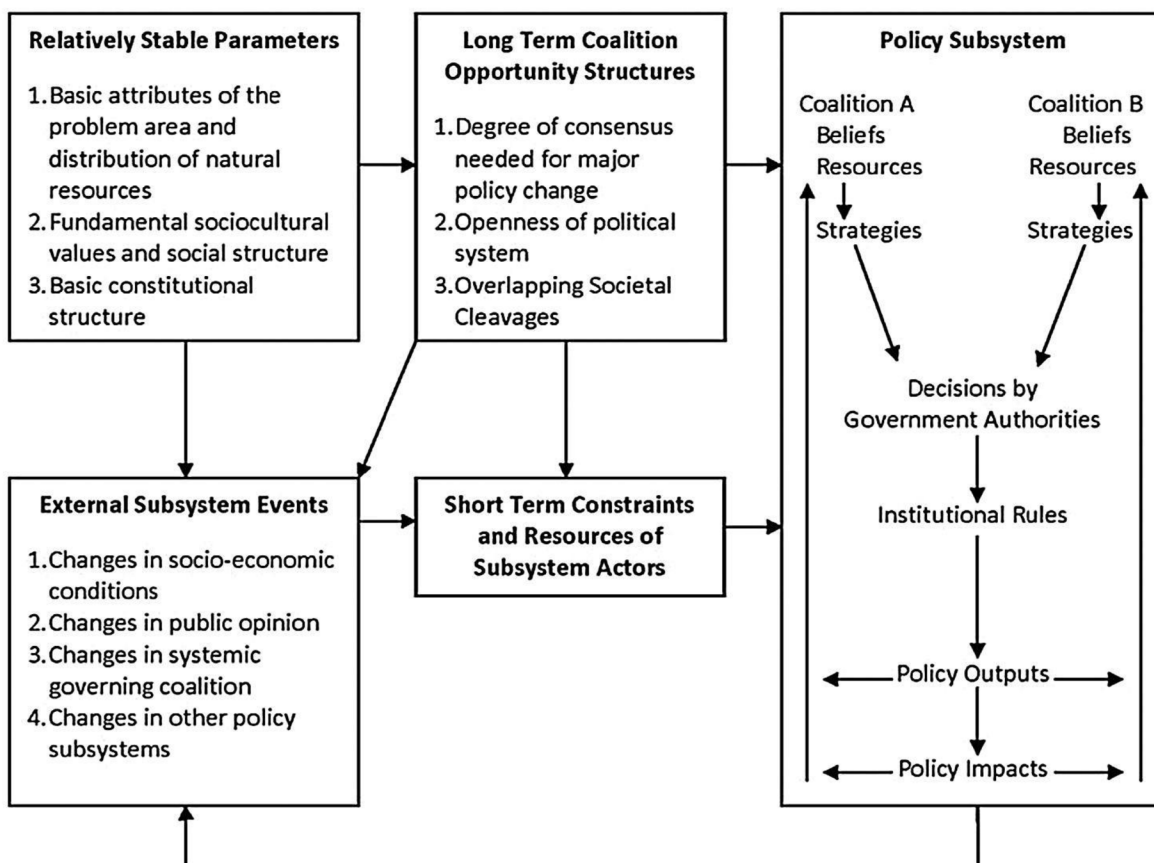 Relatively Stable Parameters
1. Basic attributes of the
problem area and
distribution of natural
resources
2. Fundamental sociocultural
values and social structure
3. Basic constitutional
structure
Long Term Coalition
Opportunity Structures
1. Degree of consensus
needed for major
policy change
2. Openness of political
system
3. Overlapping Societal
Cleavages
Policy Subsystem
Coalition A
Beliefs
Resources
Strategies
Coalition B
Beliefs
Resources
Strategies
Decisions by
Government Authorities
Institutional Rules
Policy Outputs
Policy Impacts
External Subsystem Events
1. Changes in socio-economic
conditions
2. Changes in public opinion
3. Changes in systemic
governing coalition
4. Changes in other policy
subsystems
Short Term Constraints
and Resources of
Subsystem Actors